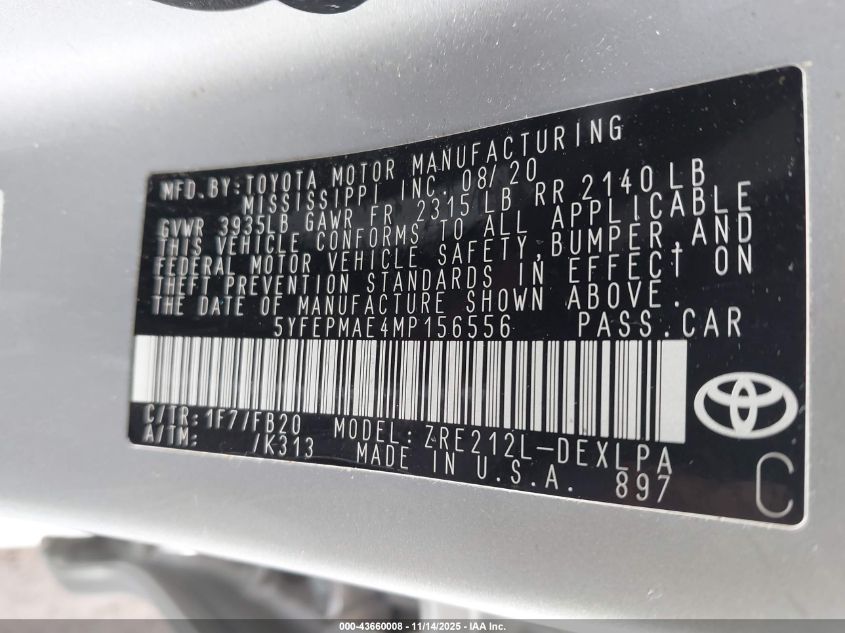 MFD. BY: TOYOTA MOTOR MANUFACTURING
MISSISSIPPI INC. 08/20
GVWR 3935LB GAWR FR 2315 LB RR 2140 LB
THIS VEHICLE CONFORMS TO ALL APPLICABLE
FEDERAL MOTOR VEHICLE SAFETY, BUMPER, AND
THEFT PREVENTION STANDARDS IN EFFECT ON
THE DATE OF MANUFACTURE SHOWN ABOVE.
5YFEPMAE4MP156556 PASS. CAR
C/TR: 1F7/FB20 MODEL: ZRE212L-DEXLPA
A/TM: /K313 MADE IN U.S.A. 897
C
000-43660008 - 11/14/2025 - IAA Inc.